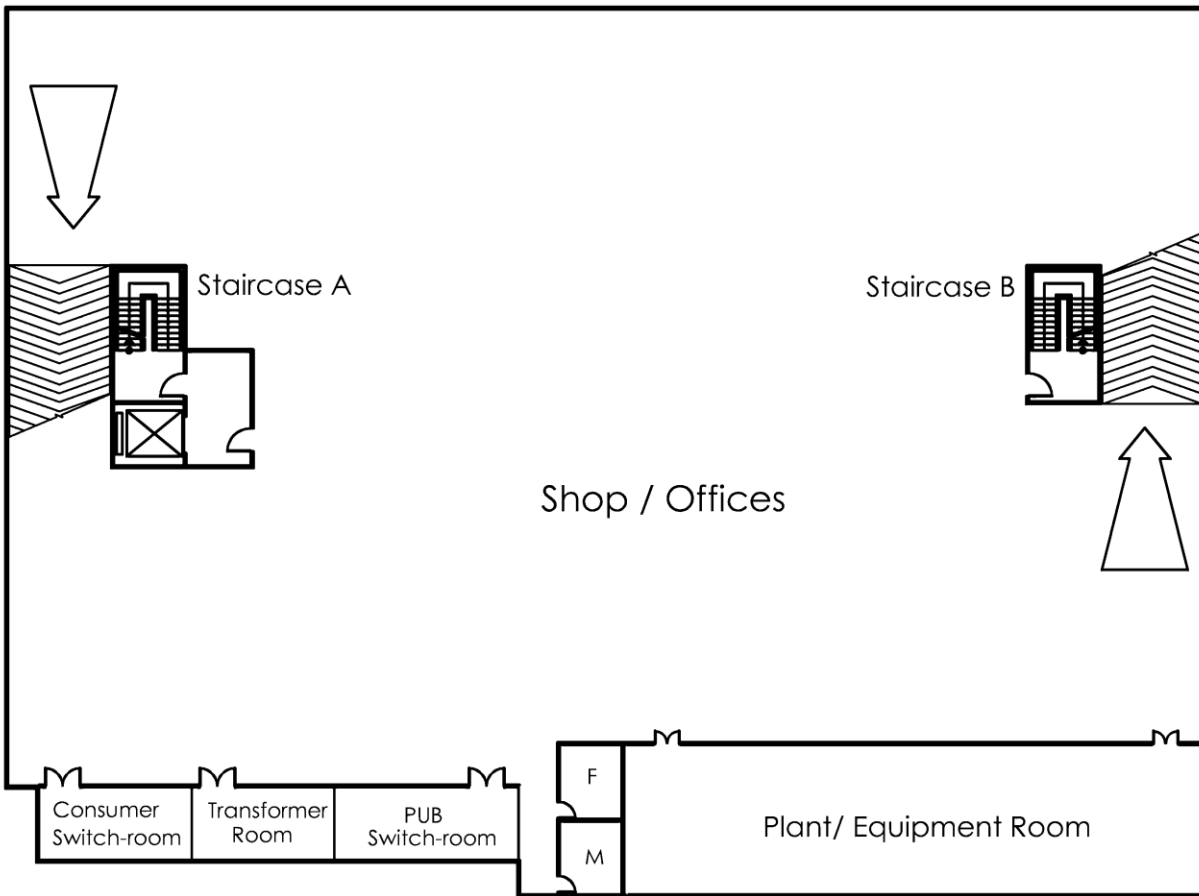 Staircase A
Staircase B
Shop / Offices
Consumer
Switch-room
Transformer
Room
PUB
Switch-room
F
M
Plant/ Equipment Room